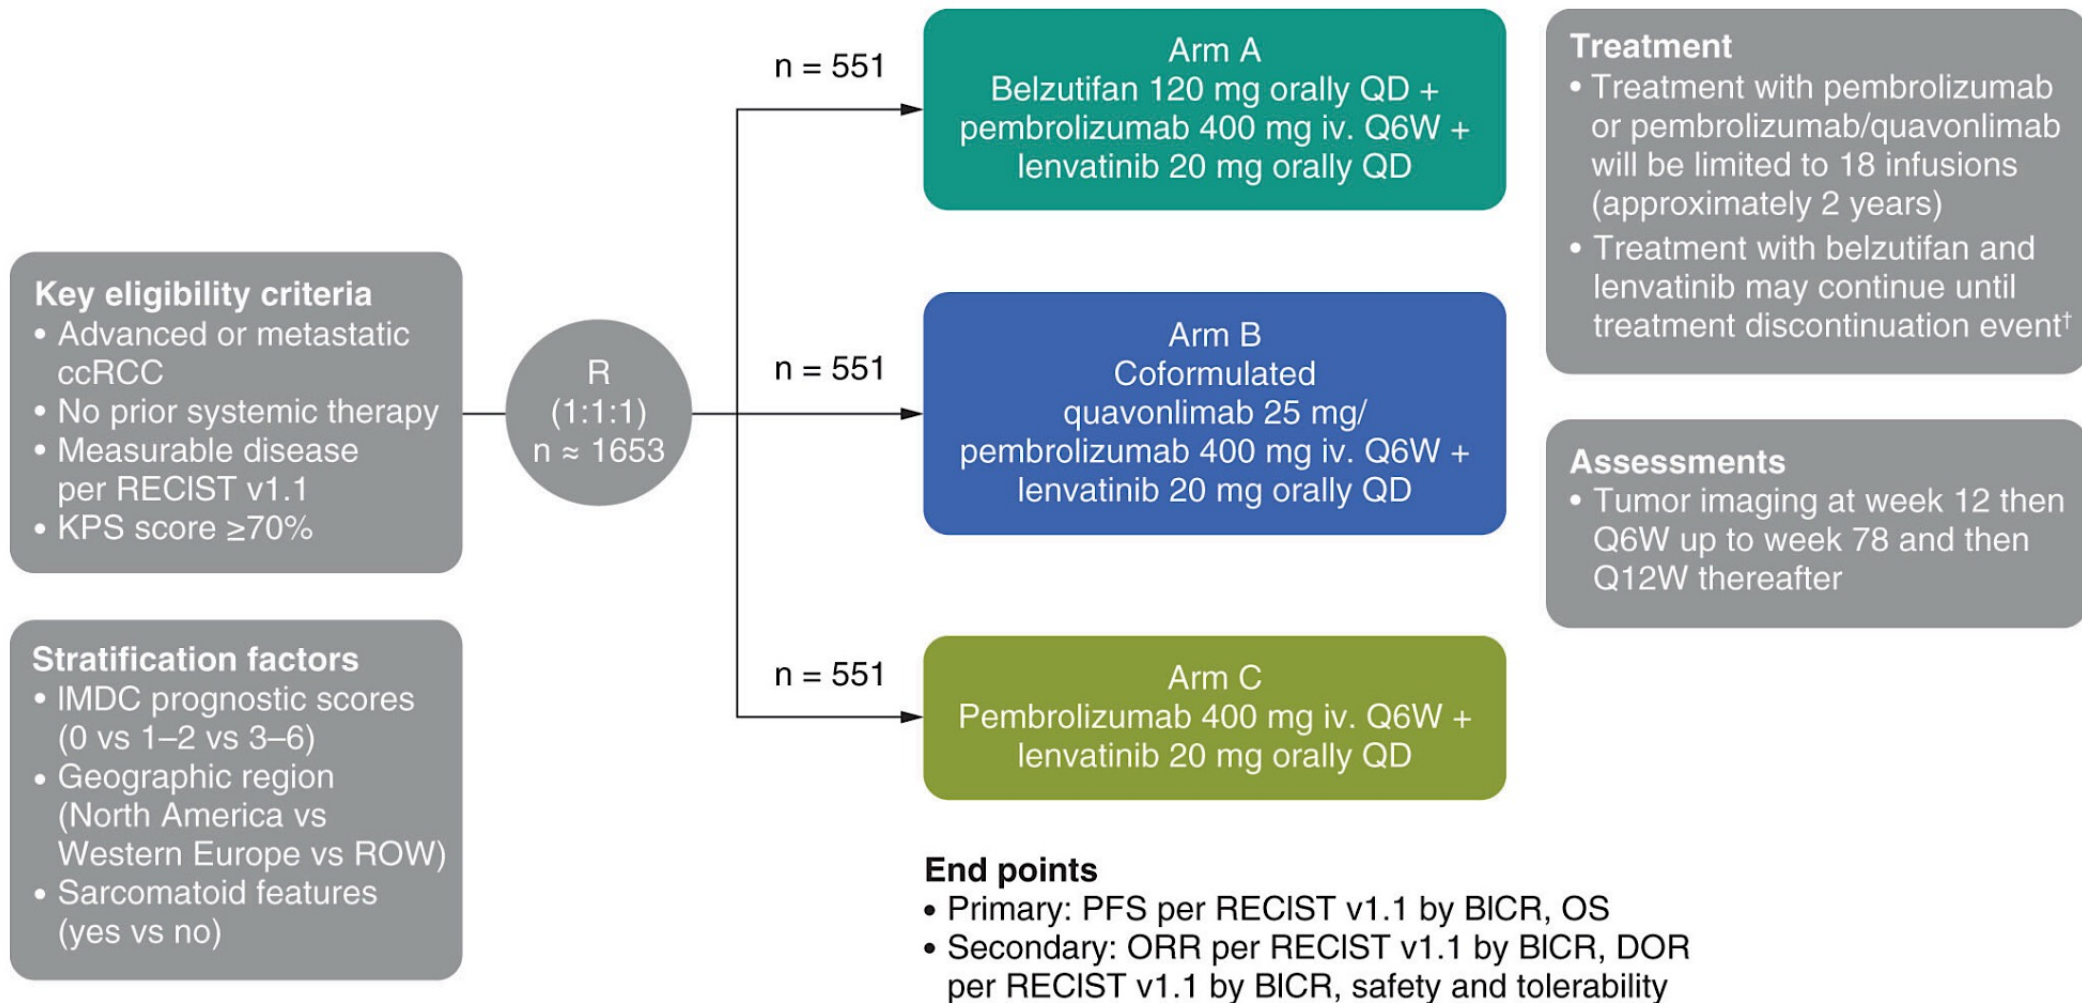 Key eligibility criteria
• Advanced or metastatic
ccRCC
• No prior systemic therapy
• Measurable disease
per RECIST v1.1
• KPS score ≥70%
Stratification factors
• IMDC prognostic scores
(0 vs 1–2 vs 3–6)
• Geographic region
(North America vs
Western Europe vs ROW)
• Sarcomatoid features
(yes vs no)
R
(1:1:1)
n ≈ 1653
n = 551
Arm A
Belzutifan 120 mg orally QD +
pembrolizumab 400 mg iv. Q6W +
lenvatinib 20 mg orally QD
n = 551
Arm B
Coformulated
quavonlimab 25 mg/
pembrolizumab 400 mg iv. Q6W +
lenvatinib 20 mg orally QD
n = 551
Arm C
Pembrolizumab 400 mg iv. Q6W +
lenvatinib 20 mg orally QD
End points
• Primary: PFS per RECIST v1.1 by BICR, OS
• Secondary: ORR per RECIST v1.1 by BICR, DOR
per RECIST v1.1 by BICR, safety and tolerability
Treatment
• Treatment with pembrolizumab
or pembrolizumab/quavonlimab
will be limited to 18 infusions
(approximately 2 years)
• Treatment with belzutifan and
lenvatinib may continue until
treatment discontinuation event†
Assessments
• Tumor imaging at week 12 then
Q6W up to week 78 and then
Q12W thereafter